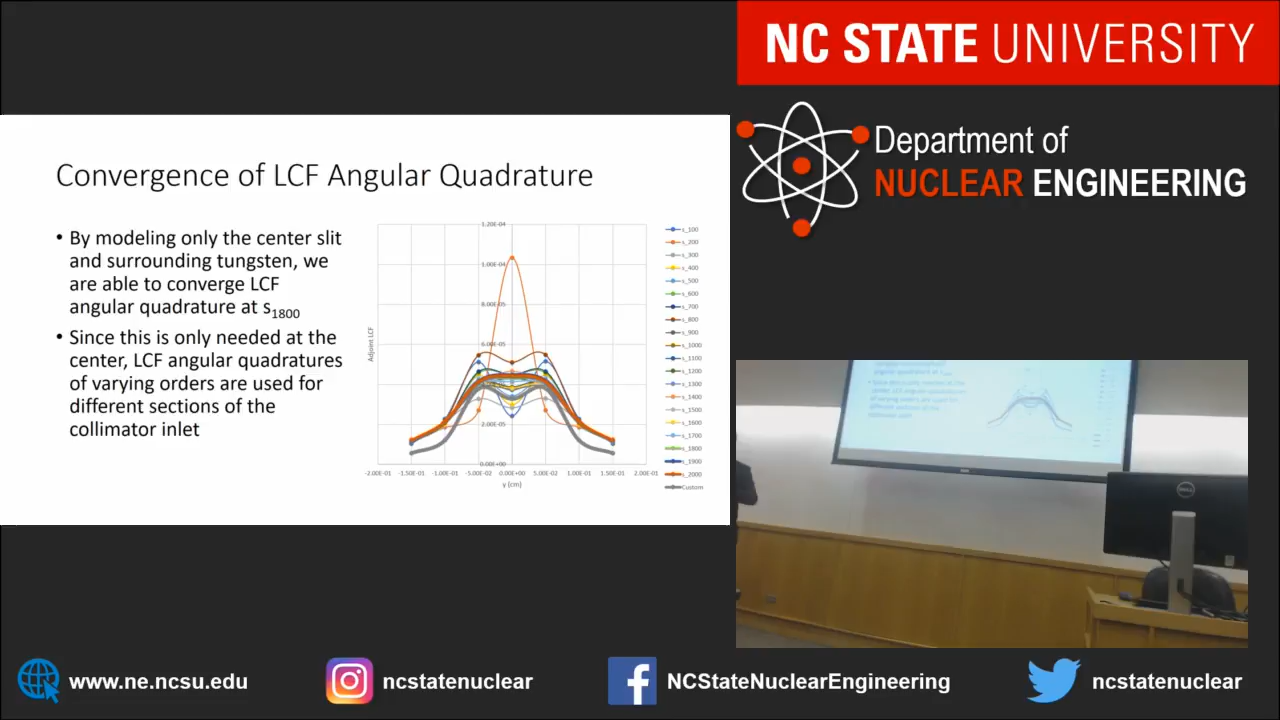 NC STATE UNIVERSITY
Department of
NUCLEAR ENGINEERING
Convergence of LCF Angular Quadrature
• By modeling only the center slit
and surrounding tungsten, we
are able to converge LCF
angular quadrature at s1800
• Since this is only needed at the
center, LCF angular quadratures
of varying orders are used for
different sections of the
collimator inlet
1.20E-04
1.00E-04
8.00E-05
6.00E-05
2.00E-05
0.00E+00
Adjoint LCF
-2.00E-01 -1.50E-01 -1.00E-01 -5.00E-02 0.00E+00 5.00E-02 1.00E-01 1.50E-01 2.00E-01
y (cm)
s_100
s_200
s_300
s_400
s_500
s_600
s_700
s_800
s_900
s_1000
s_1100
s_1200
s_1300
s_1400
s_1500
s_1600
s_1700
s_1800
s_1900
s_2000
Custom
DELL
www.ne.ncsu.edu
ncstatenuclear
NCStateNuclearEngineering
ncstatenuclear